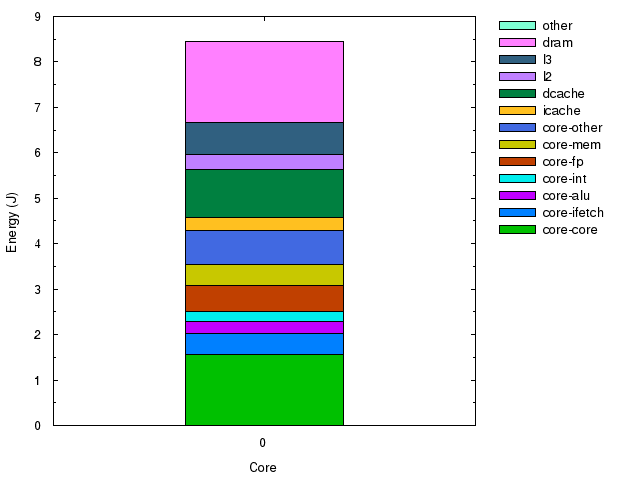 9
8
7
6
5
4
3
2
1
0
Energy (J)
0
Core
other
dram
l3
l2
dcache
icache
core-other
core-mem
core-fp
core-int
core-alu
core-ifetch
core-core